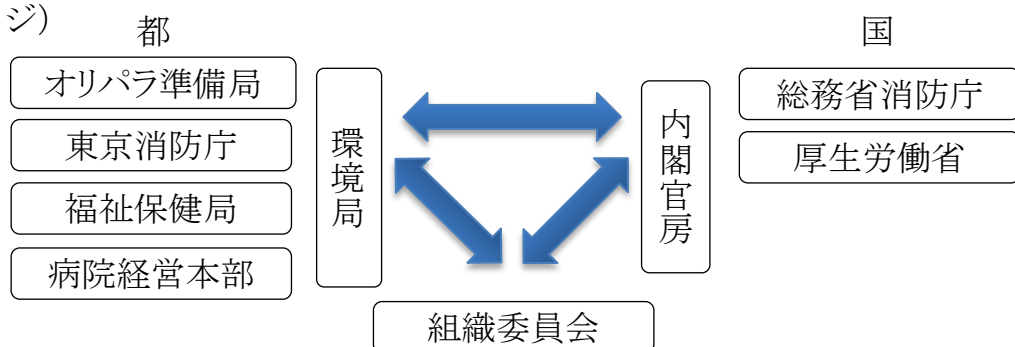 ジ)
都
国
オリパラ準備局
東京消防庁
福祉保健局
病院経営本部
環境局
内閣官房
総務省消防庁
厚生労働省
組織委員会